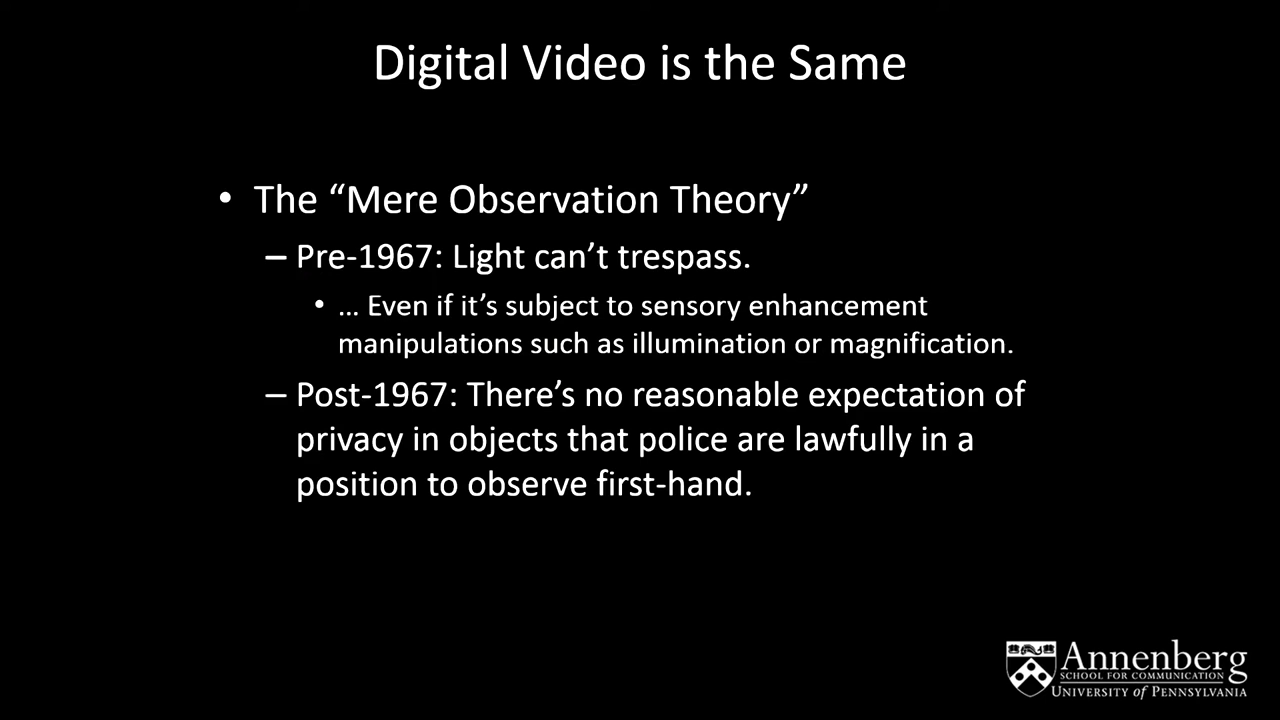 Digital Video is the Same
• The “Mere Observation Theory”
– Pre-1967: Light can’t trespass.
• … Even if it’s subject to sensory enhancement
manipulations such as illumination or magnification.
– Post-1967: There’s no reasonable expectation of
privacy in objects that police are lawfully in a
position to observe first-hand.
Annenberg
SCHOOL FOR COMMUNICATION
UNIVERSITY of PENNSYLVANIA